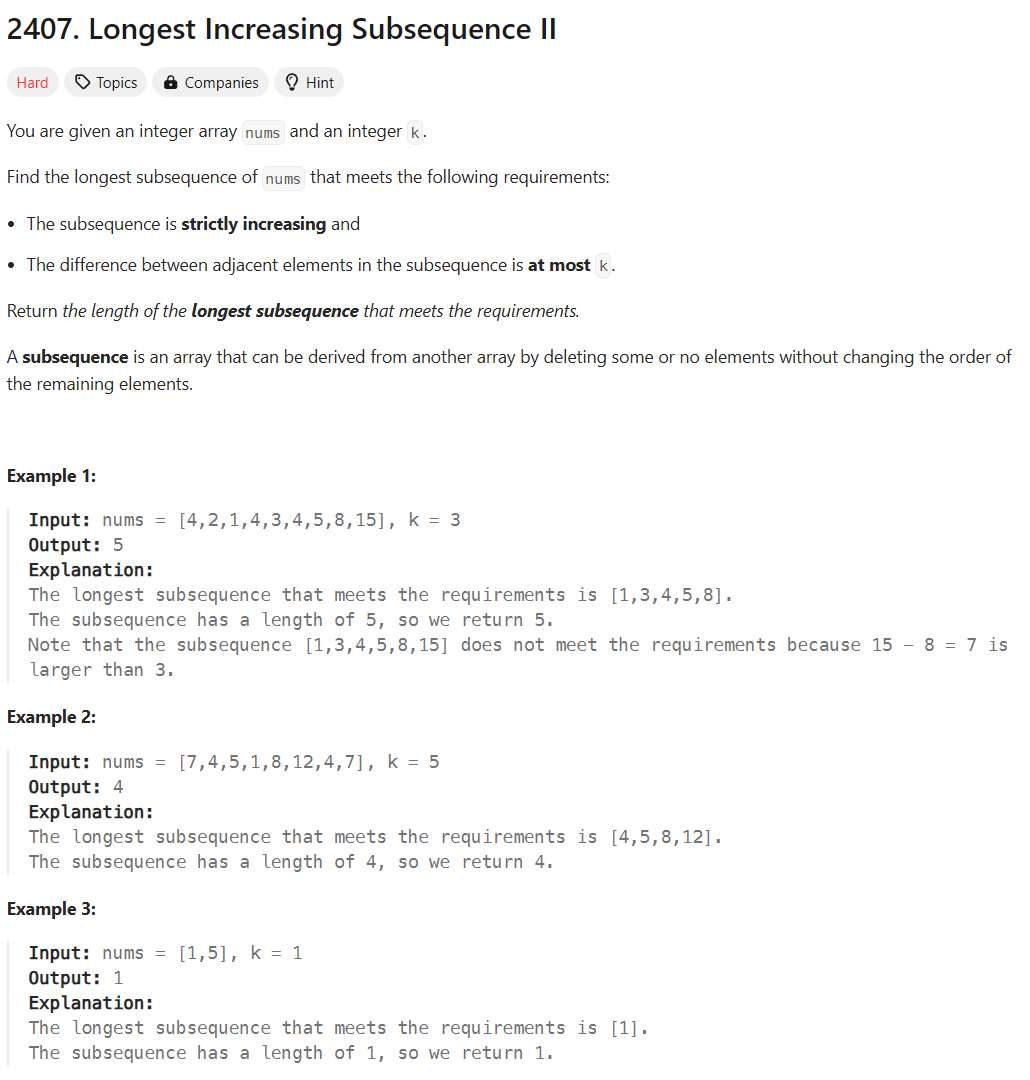 2407. Longest Increasing Subsequence II
Hard Topics Companies Hint
You are given an integer array nums and an integer k.
Find the longest subsequence of nums that meets the following requirements:
• The subsequence is strictly increasing and
• The difference between adjacent elements in the subsequence is at most k.
Return the length of the longest subsequence that meets the requirements.
A subsequence is an array that can be derived from another array by deleting some or no elements without changing the order of
the remaining elements.
Example 1:
Input: nums = [4,2,1,4,3,4,5,8,15], k = 3
Output: 5
Explanation:
The longest subsequence that meets the requirements is [1,3,4,5,8].
The subsequence has a length of 5, so we return 5.
Note that the subsequence [1,3,4,5,8,15] does not meet the requirements because 15 - 8 = 7 is
larger than 3.
Example 2:
Input: nums = [7,4,5,1,8,12,4,7], k = 5
Output: 4
Explanation:
The longest subsequence that meets the requirements is [4,5,8,12].
The subsequence has a length of 4, so we return 4.
Example 3:
Input: nums = [1,5], k = 1
Output: 1
Explanation:
The longest subsequence that meets the requirements is [1].
The subsequence has a length of 1, so we return 1.